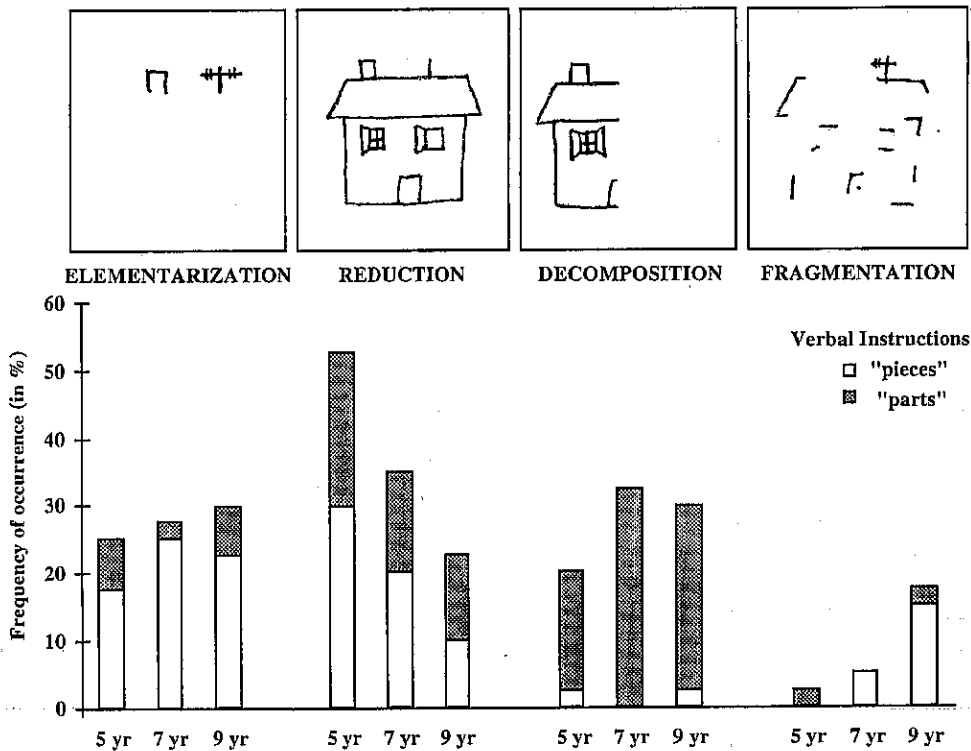 ELEMENTARIZATION REDUCTION DECOMPOSITION FRAGMENTATION
Frequency of occurrence (in %)
60
50
40
30
20
10
0
Verbal Instructions
"pieces"
"parts"
5 yr 7 yr 9 yr 5 yr 7 yr 9 yr 5 yr 7 yr 9 yr 5 yr 7 yr 9 yr